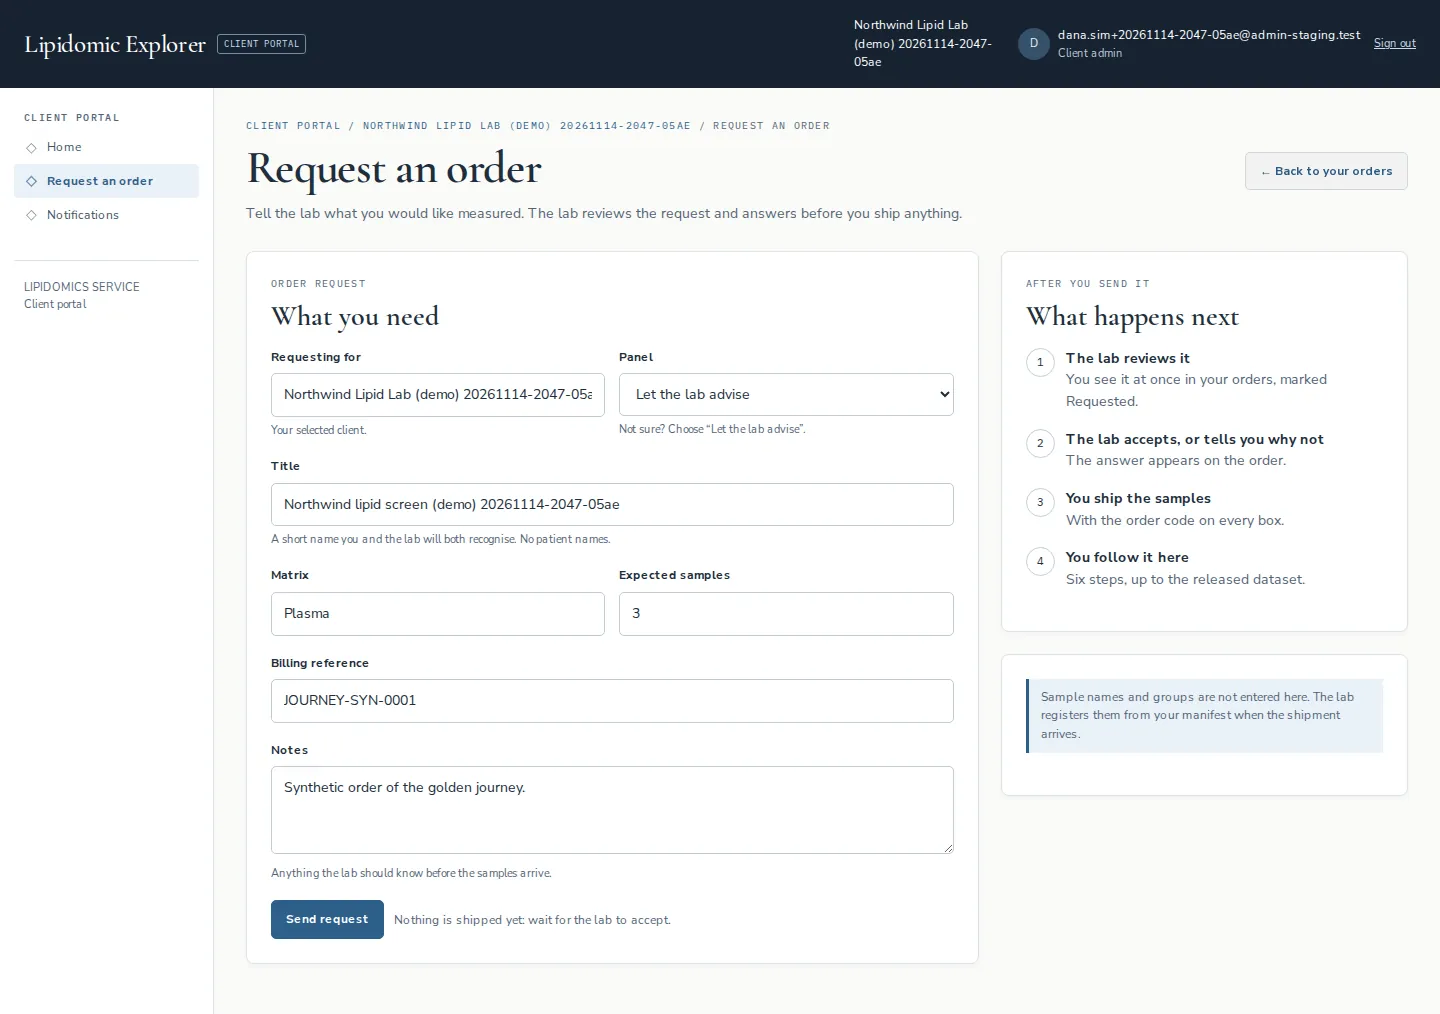 Lipidomic Explorer
CLIENT PORTAL
Northwind Lipid Lab
(demo) 20261114-2047-
05ae
D
dana.sim+20261114-2047-05ae@admin-staging.test
Client admin
Sign out
CLIENT PORTAL
Home
Request an order
Notifications
LIPIDOMICS SERVICE
Client portal
CLIENT PORTAL / NORTHWIND LIPID LAB (DEMO) 20261114-2047-05AE / REQUEST AN ORDER
Request an order
← Back to your orders
Tell the lab what you would like measured. The lab reviews the request and answers before you ship anything.
ORDER REQUEST
What you need
Requesting for
Northwind Lipid Lab (demo) 20261114-2047-05a
Your selected client.
Panel
Let the lab advise
Not sure? Choose “Let the lab advise”.
Title
Northwind lipid screen (demo) 20261114-2047-05ae
A short name you and the lab will both recognise. No patient names.
Matrix
Plasma
Expected samples
3
Billing reference
JOURNEY-SYN-0001
Notes
Synthetic order of the golden journey.
Anything the lab should know before the samples arrive.
Send request
Nothing is shipped yet: wait for the lab to accept.
AFTER YOU SEND IT
What happens next
1
The lab reviews it
You see it at once in your orders, marked
Requested.
2
The lab accepts, or tells you why not
The answer appears on the order.
3
You ship the samples
With the order code on every box.
4
You follow it here
Six steps, up to the released dataset.
Sample names and groups are not entered here. The lab
registers them from your manifest when the shipment
arrives.